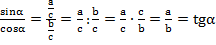 sinα/cosα = (a/c)/(b/c) = a/c : b/c = a/c · c/b = a/b = tgα